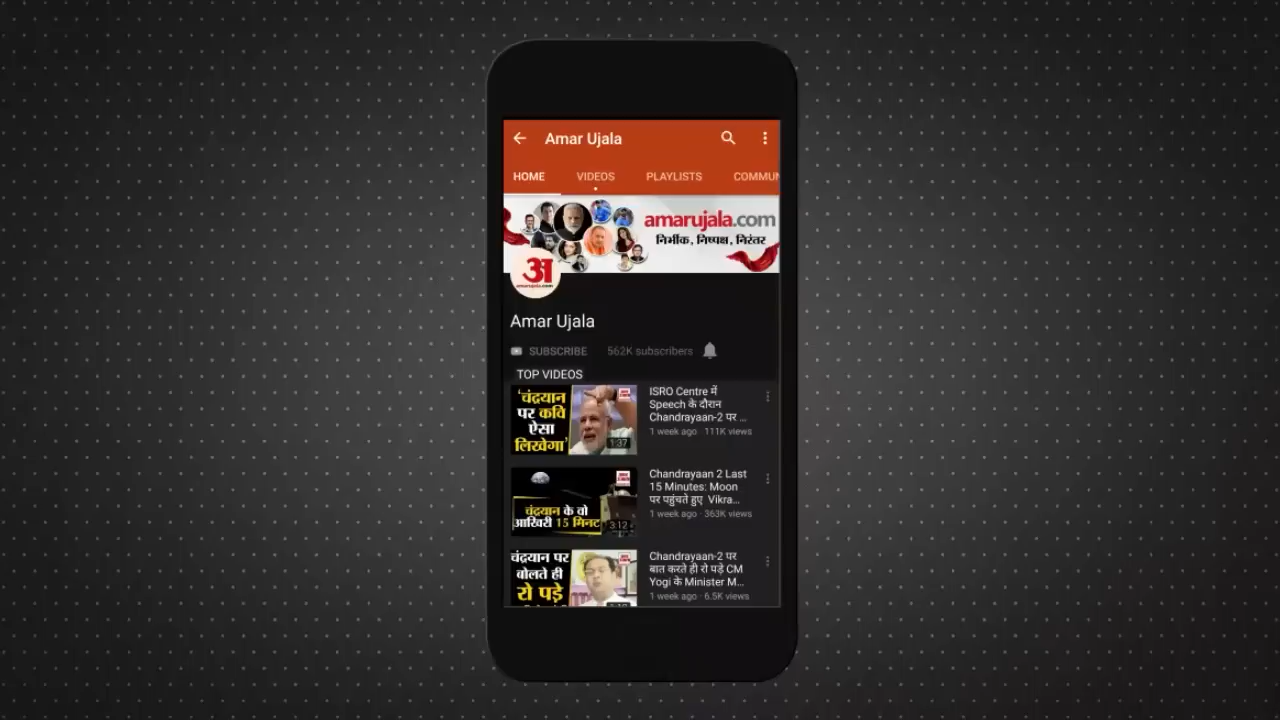 Amar Ujala
HOME VIDEOS PLAYLISTS COMMUN
amarujala.com
निर्भीक, निष्पक्ष, निरंतर
अ
amarujala.com
Amar Ujala
SUBSCRIBE 562K subscribers
TOP VIDEOS
'चंद्रयान
पर कवि
ऐसा
लिखेगा'
1:37
ISRO Centre में
Speech के दौरान
Chandrayaan-2 पर ...
1 week ago · 111K views
चंद्रयान के वो
आखिरी 15 मिनट
3:12
Chandrayaan 2 Last
15 Minutes: Moon
पर पहुंचते हुए Vikra...
1 week ago · 363K views
चंद्रयान पर
बोलते ही
रो पड़े
Chandrayaan-2 पर
बात करते ही रो पड़े CM
Yogi के Minister M...
1 week ago · 6.5K views